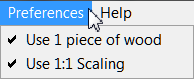 Preferences Help
Use 1 piece of wood
Use 1:1 Scaling